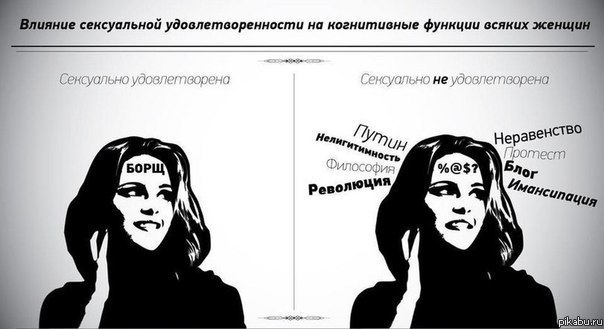 Влияние сексуальной удовлетворенности на когнитивные функции всяких женщин
Сексуально удовлетворена
БОРЩ
Сексуально не удовлетворена
Путин
Нелигитимность
Философия
Революция
%@$?
Неравенство
Протест
Блог
Имансипация
pikabu.ru